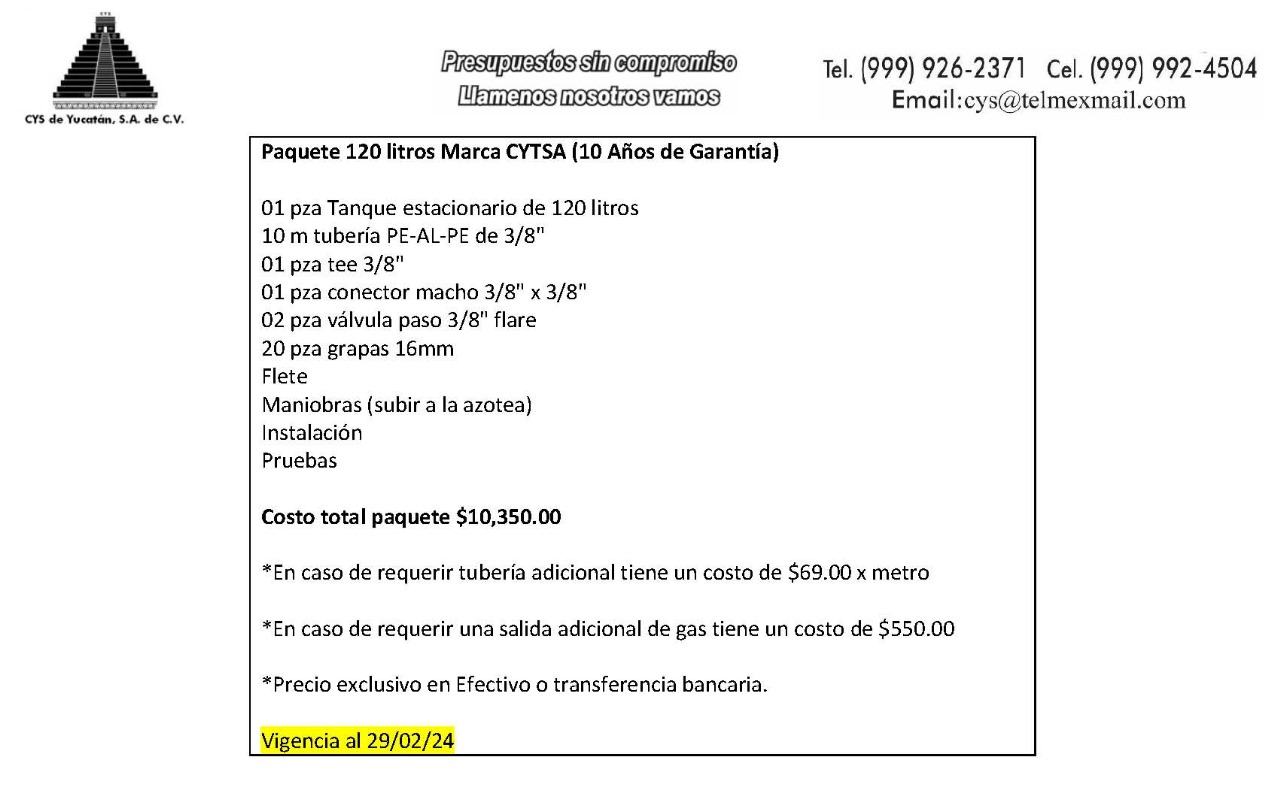 CYS de Yucatán, S.A. de C.V.
Presupuestos sin compromiso
Llamenos nosotros vamos
Tel. (999) 926-2371 Cel. (999) 992-4504
Email:cys@telmexmail.com
Paquete 120 litros Marca CYTSA (10 Años de Garantía)
01 pza Tanque estacionario de 120 litros
10 m tubería PE-AL-PE de 3/8"
01 pza tee 3/8"
01 pza conector macho 3/8" x 3/8"
02 pza válvula paso 3/8" flare
20 pza grapas 16mm
Flete
Maniobras (subir a la azotea)
Instalación
Pruebas
Costo total paquete $10,350.00
*En caso de requerir tubería adicional tiene un costo de $69.00 x metro
*En caso de requerir una salida adicional de gas tiene un costo de $550.00
*Precio exclusivo en Efectivo o transferencia bancaria.
Vigencia al 29/02/24